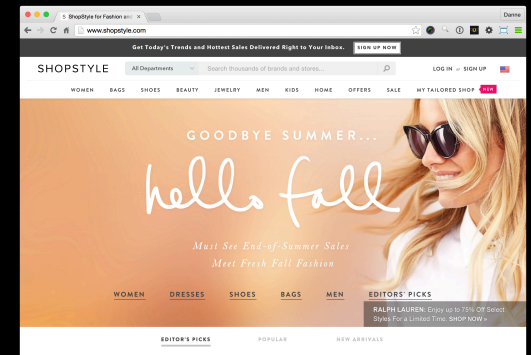 S ShopStyle for Fashion and
Danne
www.shopstyle.com
Get Today's Trends and Hottest Sales Delivered Right to Your Inbox. SIGN UP NOW
SHOPSTYLE
All Departments
Search thousands of brands and stores...
LOG IN or SIGN UP
WOMEN BAGS SHOES BEAUTY JEWELRY MEN KIDS HOME OFFERS SALE MY TAILORED SHOP NEW
GOODBYE SUMMER...
hello fall
Must See End-of-Summer Sales
Meet Fresh Fall Fashion
WOMEN DRESSES SHOES BAGS MEN EDITORS' PICKS
RALPH LAUREN: Enjoy up to 75% Off Select
Styles For a Limited Time. SHOP NOW »
EDITOR'S PICKS POPULAR NEW ARRIVALS